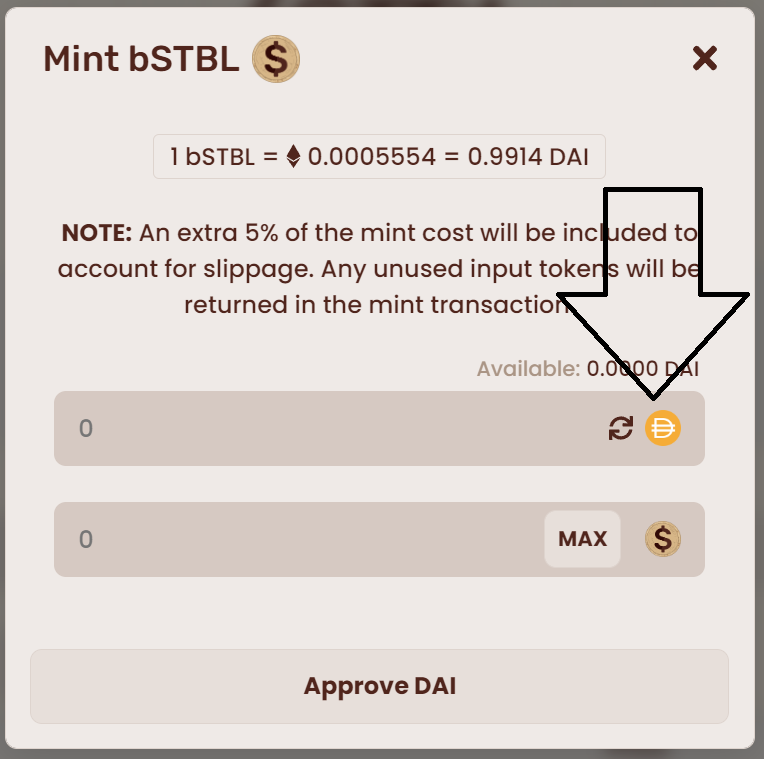 Mint bSTBL
1 bSTBL = 0.0005554 = 0.9914 DAI
NOTE: An extra 5% of the mint cost will be included to
account for slippage. Any unused input tokens will be
returned in the mint transaction
Available: 0.0000 DAI
0
0
MAX
Approve DAI